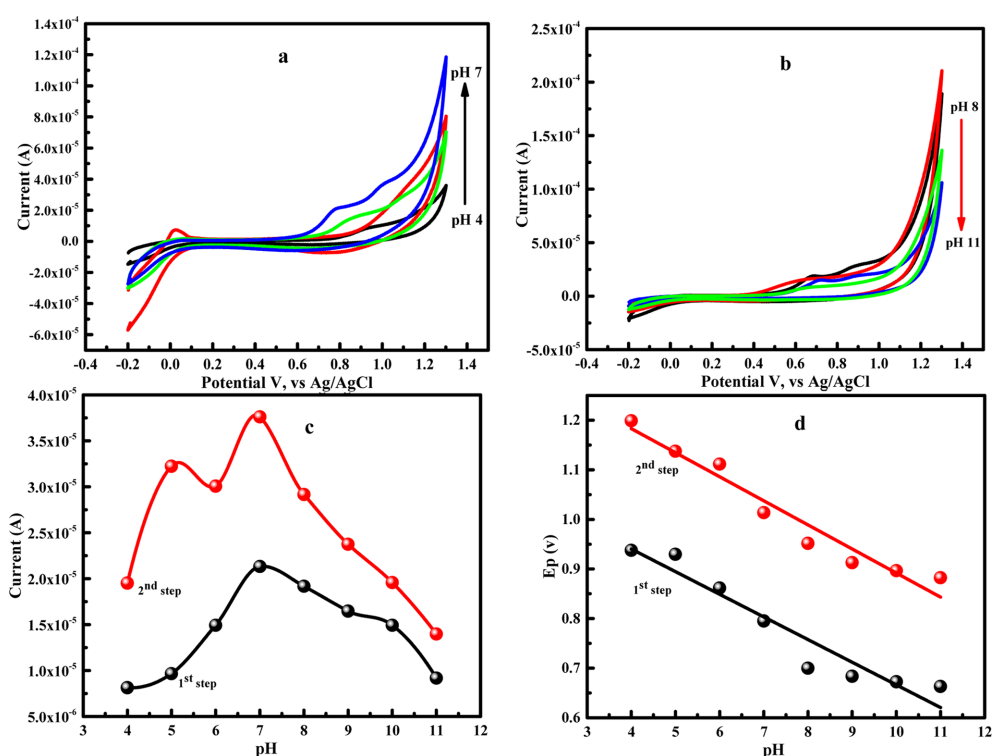 a
1.4x10⁻⁴
1.2x10⁻⁴
1.0x10⁻⁴
8.0x10⁻⁵
6.0x10⁻⁵
4.0x10⁻⁵
2.0x10⁻⁵
0.0
-2.0x10⁻⁵
-4.0x10⁻⁵
-6.0x10⁻⁵
Current (A)
pH 7
pH 4
-0.2 0.0 0.2 0.4 0.6 0.8 1.0 1.2 1.4
Potential V, vs Ag/AgCl
b
2.5x10⁻⁴
2.0x10⁻⁴
1.5x10⁻⁴
1.0x10⁻⁴
5.0x10⁻⁵
0.0
-5.0x10⁻⁵
Current (A)
pH 8
pH 11
-0.2 0.0 0.2 0.4 0.6 0.8 1.0 1.2 1.4 1.6
Potential V, vs Ag/AgCl
c
4.0x10⁻⁵
3.5x10⁻⁵
3.0x10⁻⁵
2.5x10⁻⁵
2.0x10⁻⁵
1.5x10⁻⁵
1.0x10⁻⁵
5.0x10⁻⁶
Current (A)
2nd step
1st step
3 4 5 6 7 8 9 10 11 12
pH
d
1.2
1.1
1.0
0.9
0.8
0.7
0.6
Ep (v)
2nd step
1st step
3 4 5 6 7 8 9 10 11 12
pH